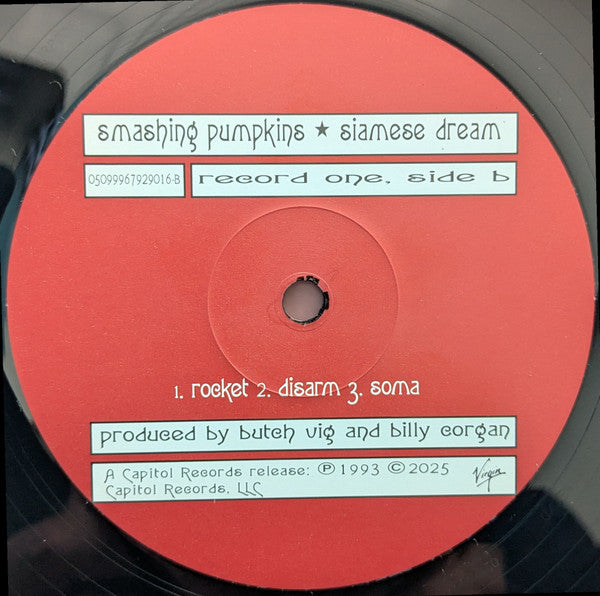 smashing pumpkins ★ siamese dream
05099967929016-B
record one, side b
1. rocket 2. disarm 3. soma
produced by butch vig and billy corgan
A Capitol Records release: ℗ 1993 © 2025
Capitol Records, LLC
Virgin